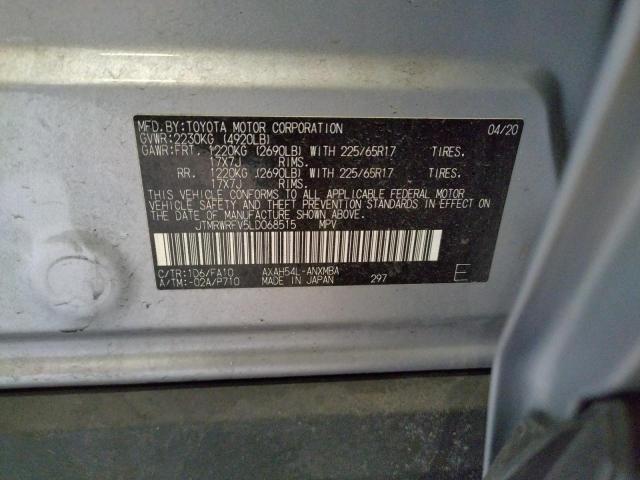 MFD.BY:TOYOTA MOTOR CORPORATION 04/20
GVWR:2230KG (4920LB)
GAWR:FRT. 1220KG (2690LB) WITH 225/65R17 TIRES.
17X7J RIMS.
RR. 1220KG (2690LB) WITH 225/65R17 TIRES.
17X7J RIMS.
THIS VEHICLE CONFORMS TO ALL APPLICABLE FEDERAL MOTOR
VEHICLE SAFETY AND THEFT PREVENTION STANDARDS IN
EFFECT ON THE DATE OF MANUFACTURE SHOWN ABOVE.
JTMRWRFV5LD068515 MPV
C/TR:1D6/FA10 AXAH54L-ANXMBA
A/TM:-02A/P710 MADE IN JAPAN 297 E